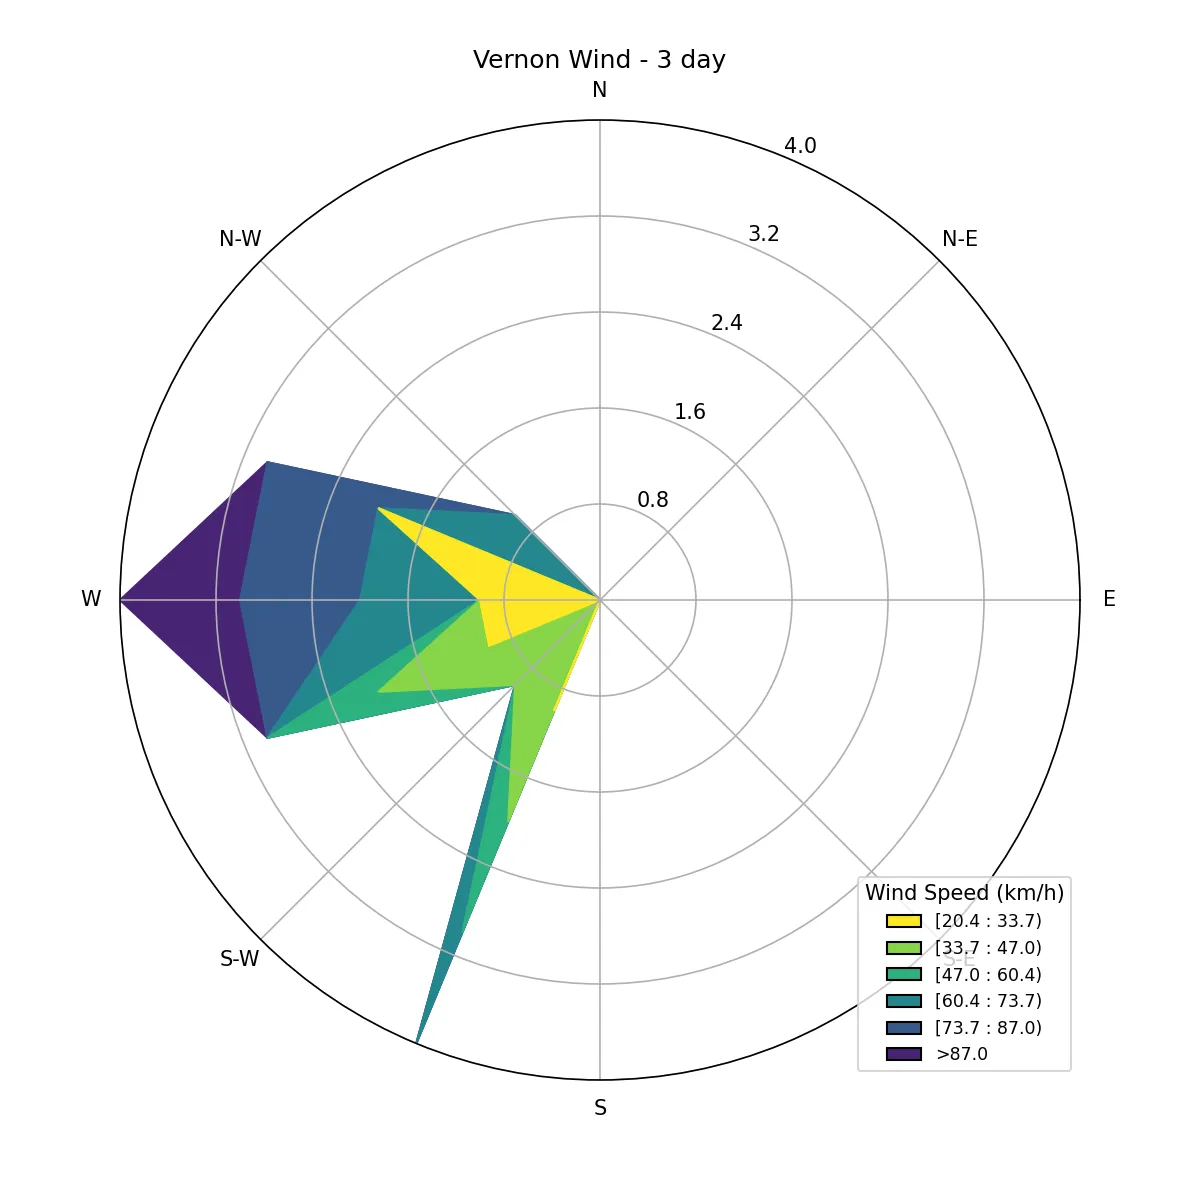 Vernon Wind - 3 day
N
4.0
N-W
3.2
N-E
2.4
1.6
0.8
W
E
S-W
S-E
S
Wind Speed (km/h)
[20.4 : 33.7)
[33.7 : 47.0)
[47.0 : 60.4)
[60.4 : 73.7)
[73.7 : 87.0)
>87.0